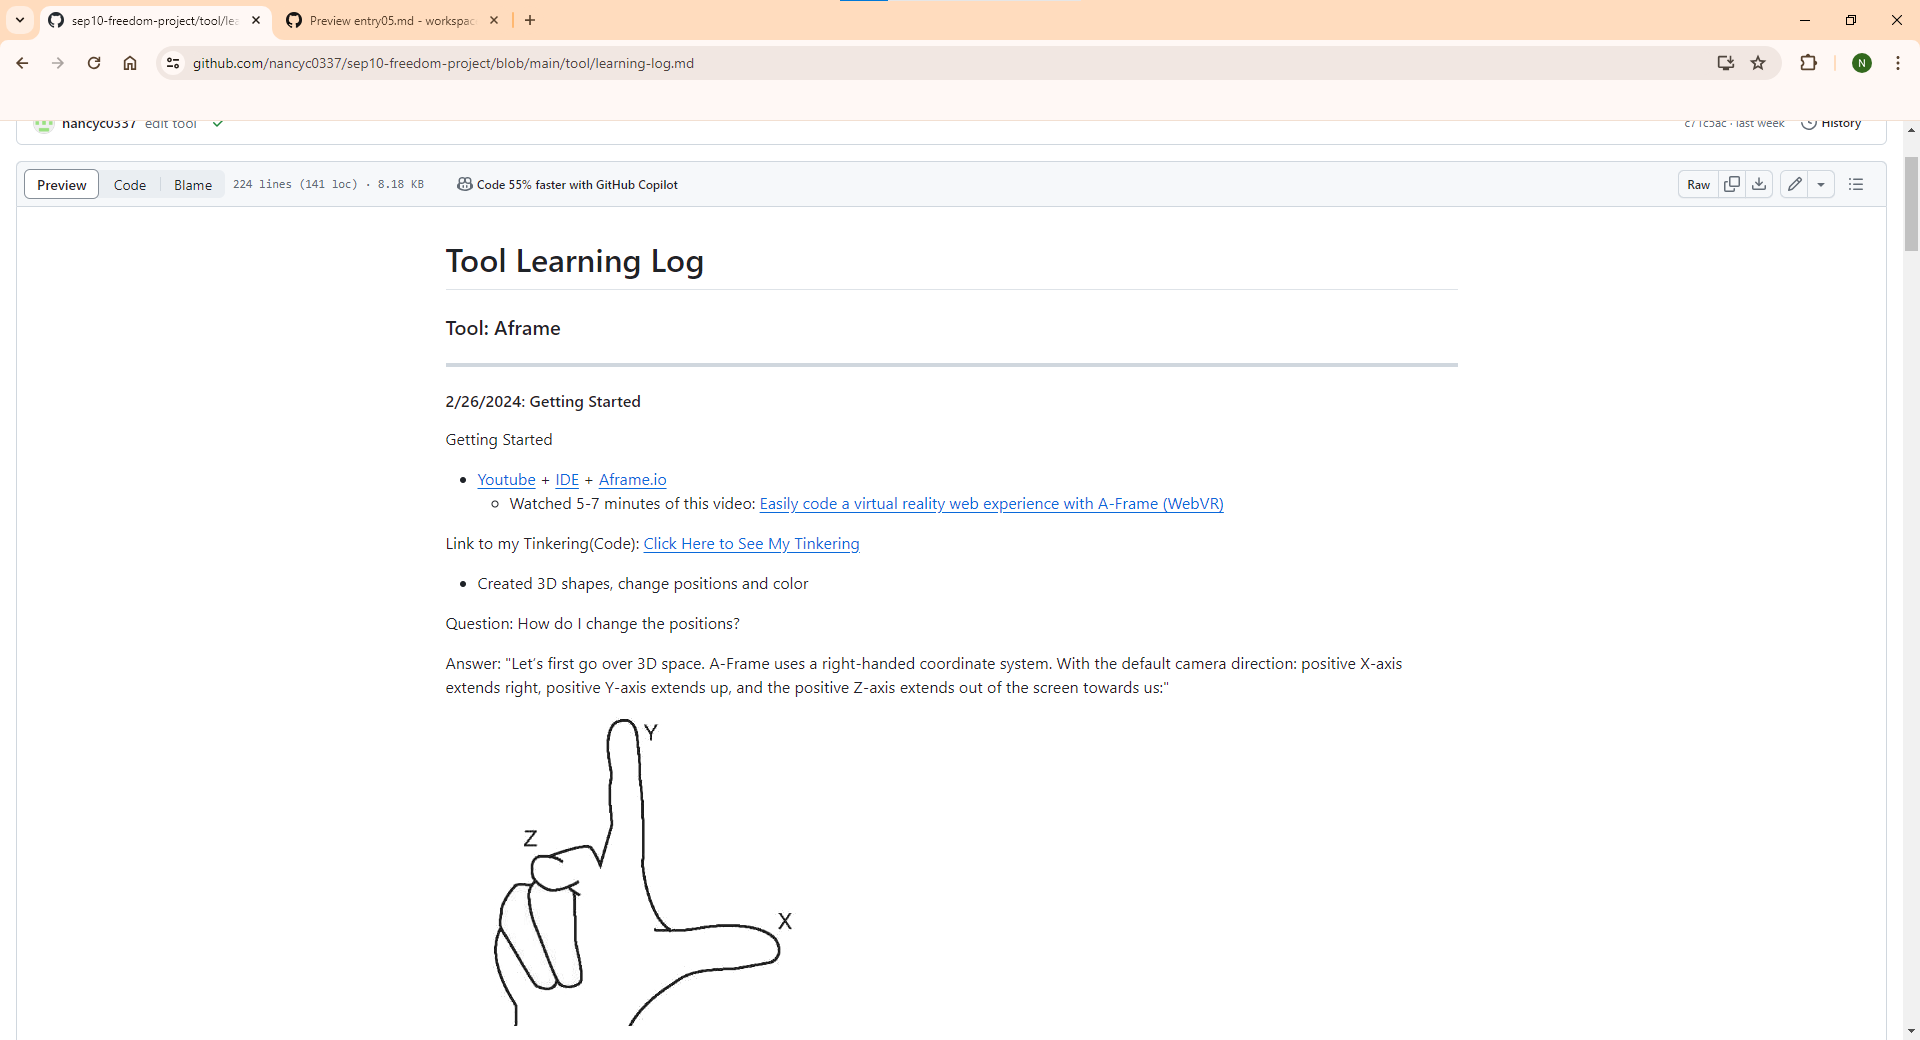 sep10-freedom-project/tool/lea
Preview entry05.md - workspac
github.com/nancyc0337/sep10-freedom-project/blob/main/tool/learning-log.md
N
nancyc0337 edit tool
c71c5ac · last week
History
Preview
Code
Blame
224 lines (141 loc) · 8.18 KB
Code 55% faster with GitHub Copilot
Raw
Tool Learning Log
Tool: Aframe
2/26/2024: Getting Started
Getting Started
Youtube + IDE + Aframe.io
Watched 5-7 minutes of this video: Easily code a virtual reality web experience with A-Frame (WebVR)
Link to my Tinkering(Code): Click Here to See My Tinkering
Created 3D shapes, change positions and color
Question: How do I change the positions?
Answer: "Let's first go over 3D space. A-Frame uses a right-handed coordinate system. With the default camera direction: positive X-axis
extends right, positive Y-axis extends up, and the positive Z-axis extends out of the screen towards us:"
Y
Z
X